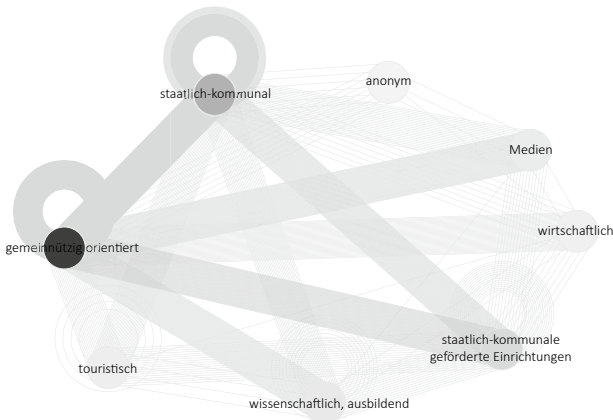 anonym
staatlich-kommunal
Medien
wirtschaftlich
gemeinnützig orientiert
staatlich-kommunale
geförderte Einrichtungen
touristisch
wissenschaftlich, ausbildend